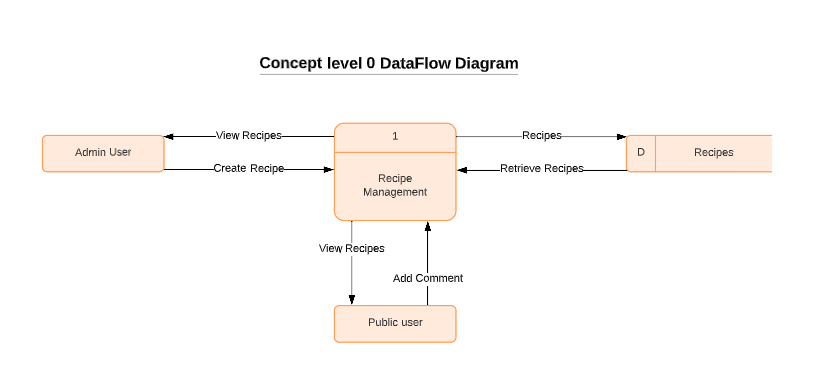 Concept level 0 DataFlow Diagram
View Recipes
1
Recipes
Admin User
D
Recipes
Create Recipe
Retrieve Recipes
Recipe
Management
View Recipes
Add Comment
Public user